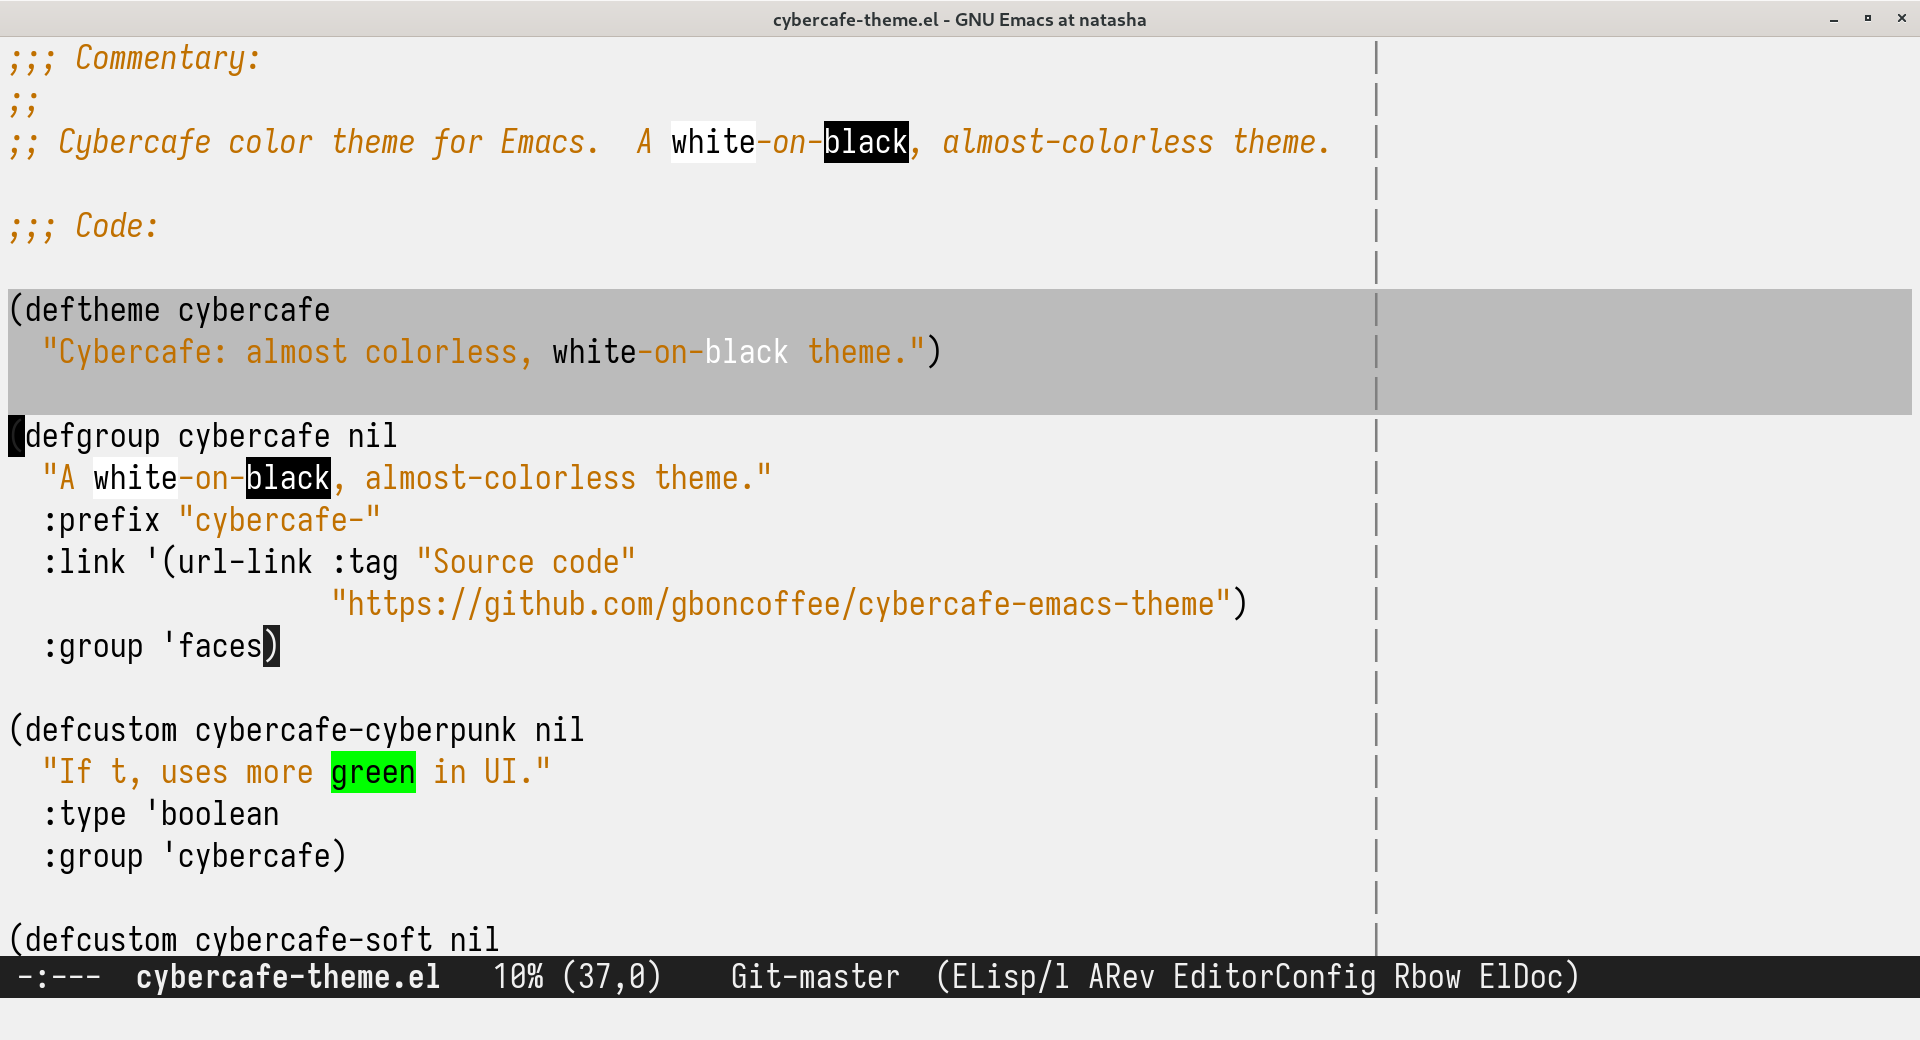 cybercafe-theme.el - GNU Emacs at natasha
;;; Commentary:
;;
;; Cybercafe color theme for Emacs.  A white-on-black, almost-colorless theme.
;;; Code:
(deftheme cybercafe
  "Cybercafe: almost colorless, white-on-black theme.")
(defgroup cybercafe nil
  "A white-on-black, almost-colorless theme."
  :prefix "cybercafe-"
  :link '(url-link :tag "Source code"
                   "https://github.com/gboncoffee/cybercafe-emacs-theme")
  :group 'faces)
(defcustom cybercafe-cyberpunk nil
  "If t, uses more green in UI."
  :type 'boolean
  :group 'cybercafe)
(defcustom cybercafe-soft nil
-:---  cybercafe-theme.el   10% (37,0)    Git-master  (ELisp/l ARev EditorConfig Rbow ElDoc)